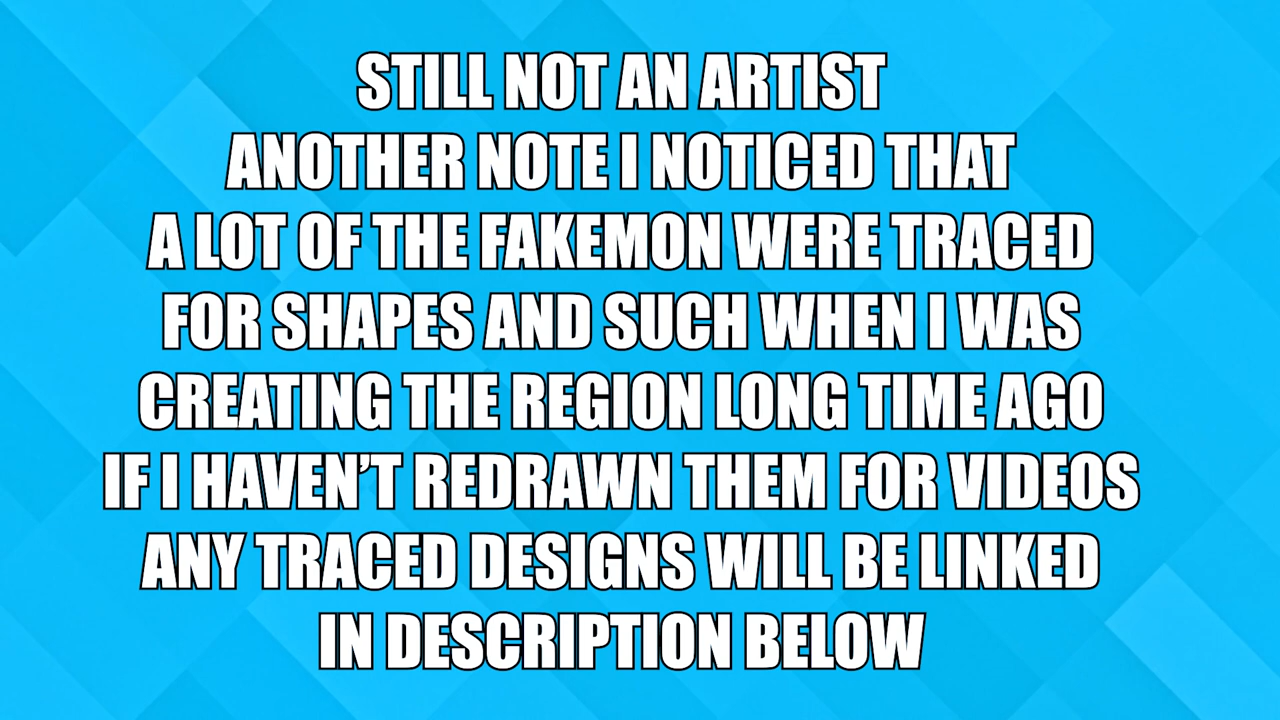 STILL NOT AN ARTIST
ANOTHER NOTE I NOTICED THAT
A LOT OF THE FAKEMON WERE TRACED
FOR SHAPES AND SUCH WHEN I WAS
CREATING THE REGION LONG TIME AGO
IF I HAVEN'T REDRAWN THEM FOR VIDEOS
ANY TRACED DESIGNS WILL BE LINKED
IN DESCRIPTION BELOW